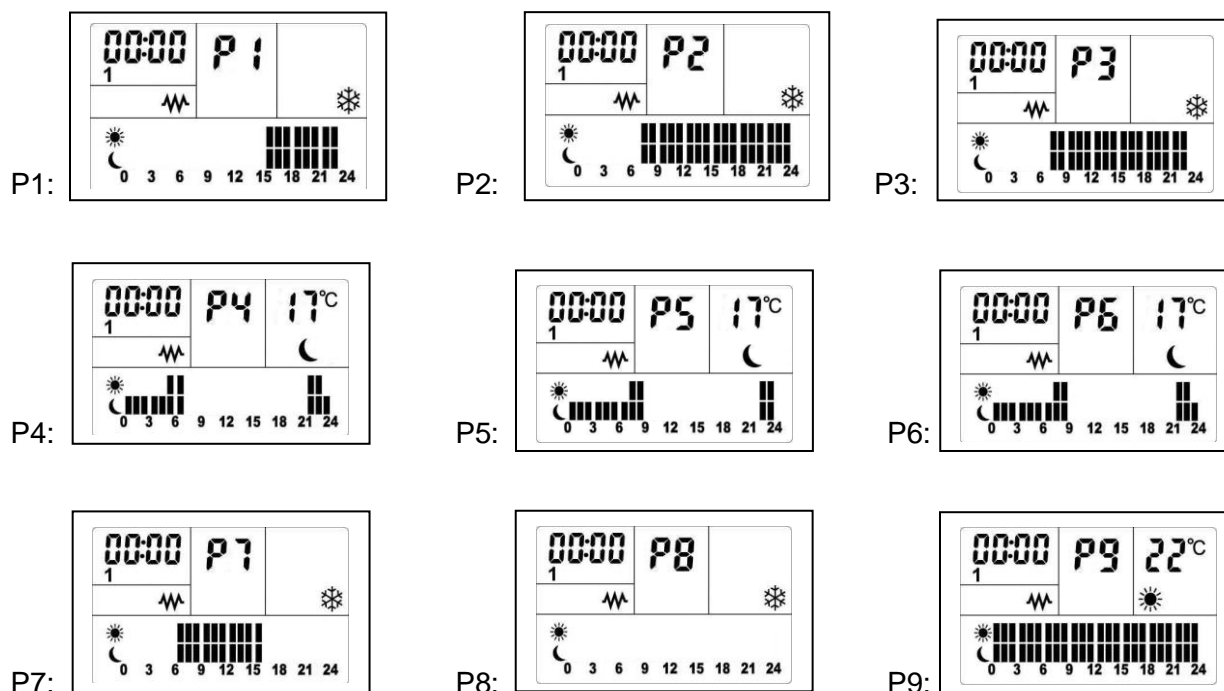 00:00 P1
1
0 3 6 9 12 15 18 21 24
P1:
00:00 P2
1
0 3 6 9 12 15 18 21 24
P2:
00:00 P3
1
0 3 6 9 12 15 18 21 24
P3:
00:00 P4 17°C
1
0 3 6 9 12 15 18 21 24
P4:
00:00 P5 17°C
1
0 3 6 9 12 15 18 21 24
P5:
00:00 P6 17°C
1
0 3 6 9 12 15 18 21 24
P6:
00:00 P7
1
0 3 6 9 12 15 18 21 24
P7:
00:00 P8
1
0 3 6 9 12 15 18 21 24
P8:
00:00 P9 22°C
1
0 3 6 9 12 15 18 21 24
P9: